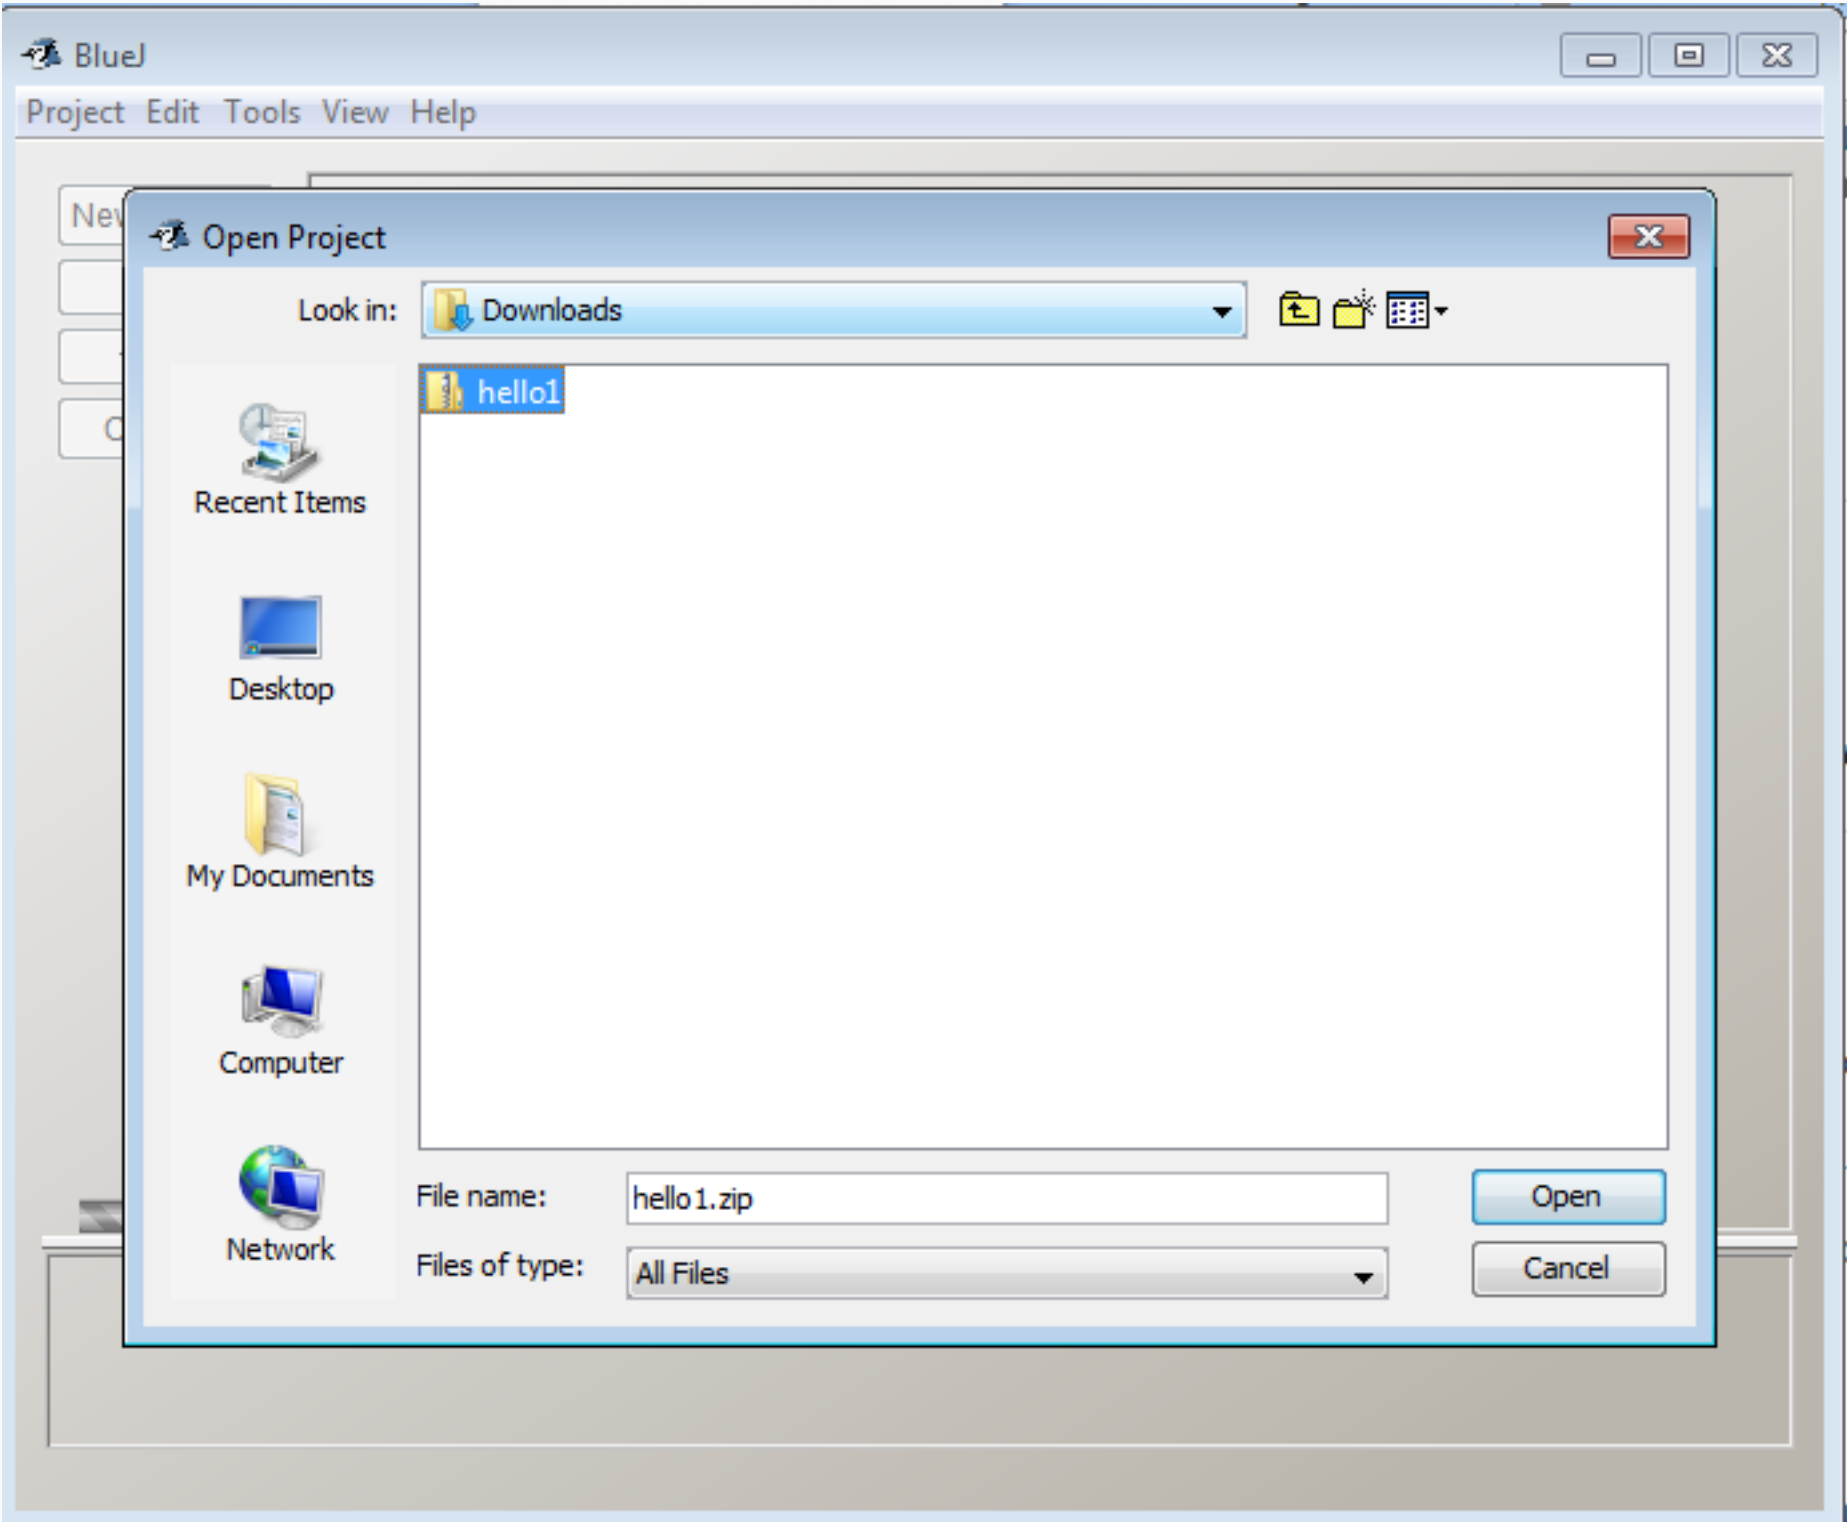 BlueJ
Project Edit Tools View Help
Open Project
Look in: Downloads
hello1
Recent Items
Desktop
My Documents
Computer
Network
File name: hello1.zip Open
Files of type: All Files Cancel